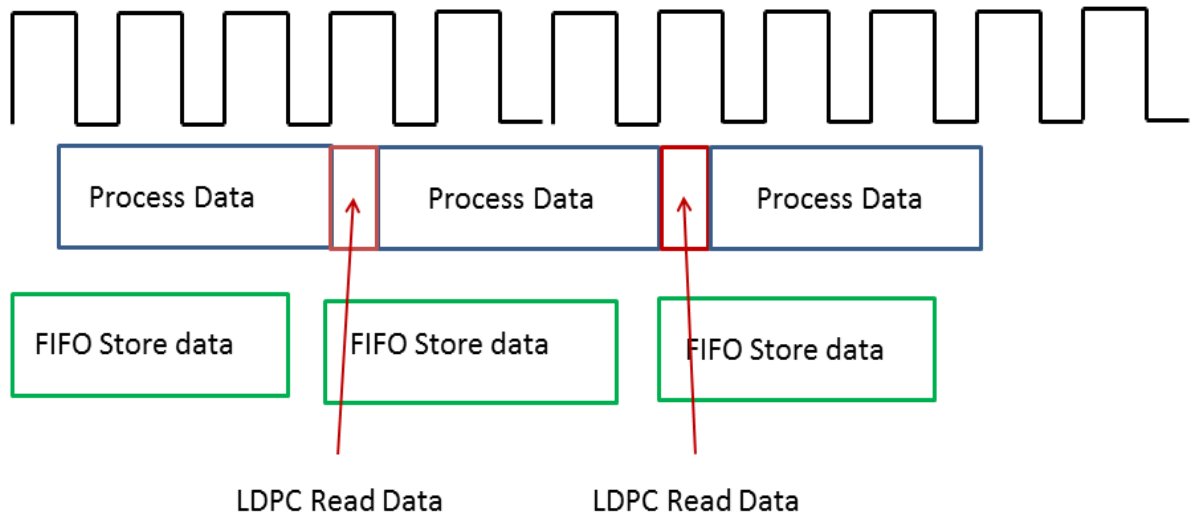 Process Data
Process Data
Process Data
FIFO Store data
FIFO Store data
FIFO Store data
LDPC Read Data
LDPC Read Data